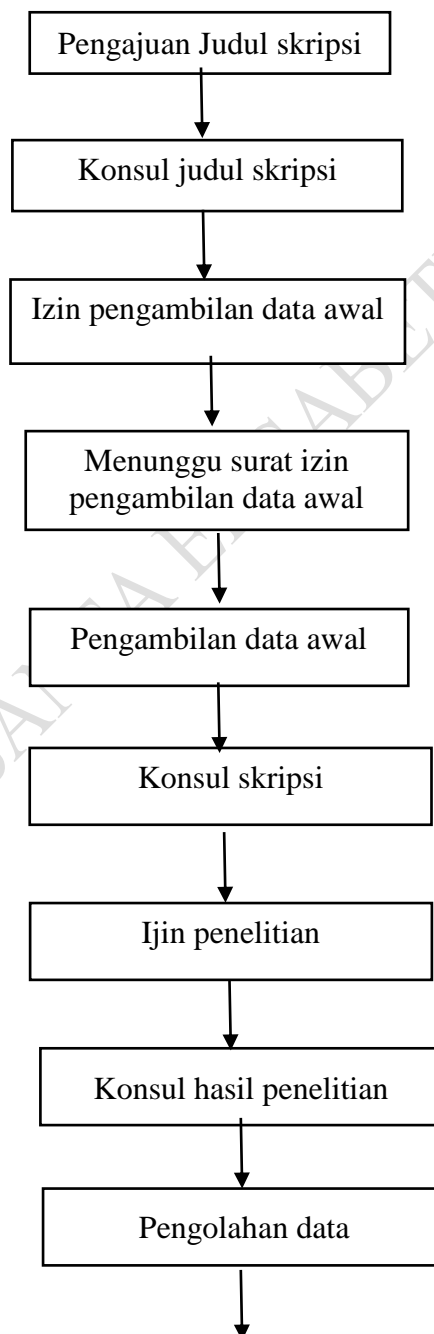 Pengajuan Judul skripsi
Konsul judul skripsi
Izin pengambilan data awal
Menunggu surat izin
pengambilan data awal
Pengambilan data awal
Konsul skripsi
Ijin penelitian
Konsul hasil penelitian
Pengolahan data